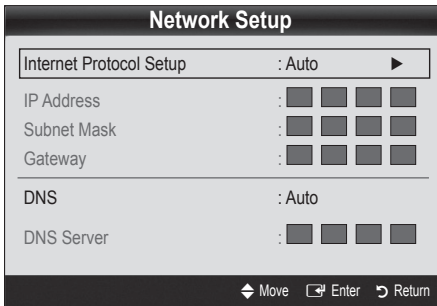 Network Setup
Internet Protocol Setup : Auto ▶
IP Address :
Subnet Mask :
Gateway :
DNS : Auto
DNS Server :
Move Enter Return